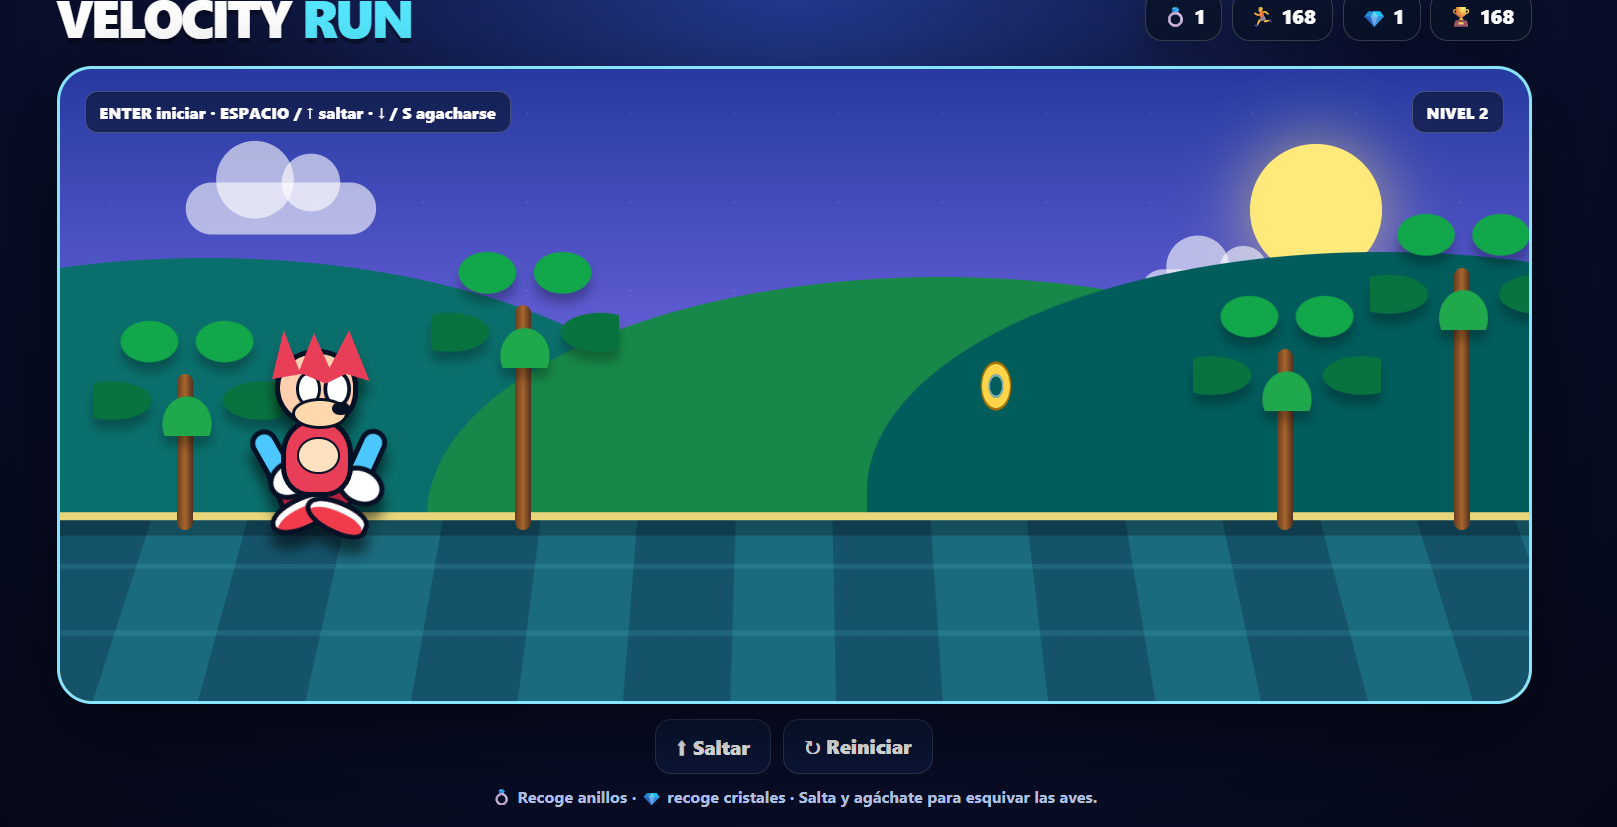 VELOCITY RUN
1
168
1
168
ENTER iniciar · ESPACIO / ↑ saltar · ↓ / S agacharse
NIVEL 2
⬆ Saltar
↻ Reiniciar
Recoge anillos · 💎 recoge cristales · Salta y agáchate para esquivar las aves.